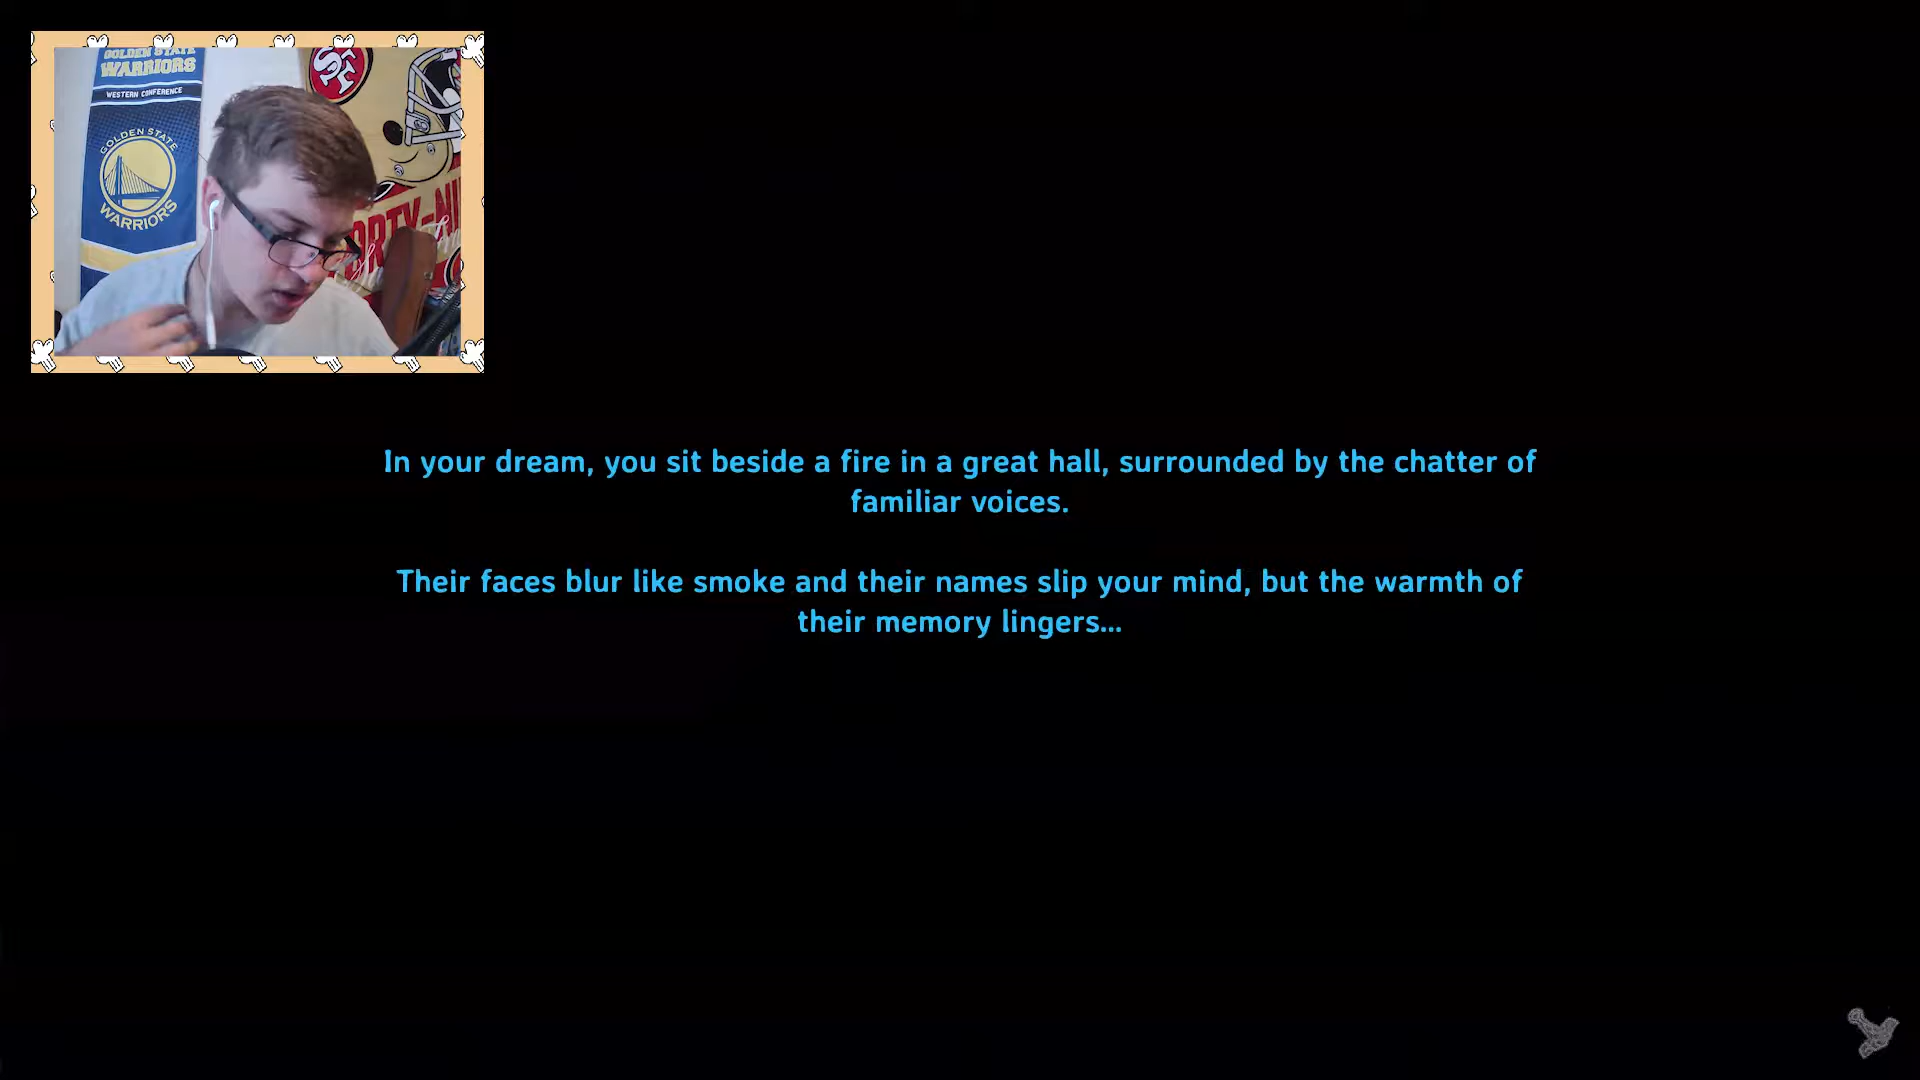 GOLDEN STATE
WARRIORS
WESTERN CONFERENCE
GOLDEN STATE
WARRIORS
SF
In your dream, you sit beside a fire in a great hall, surrounded by the chatter of
familiar voices.
Their faces blur like smoke and their names slip your mind, but the warmth of
their memory lingers...